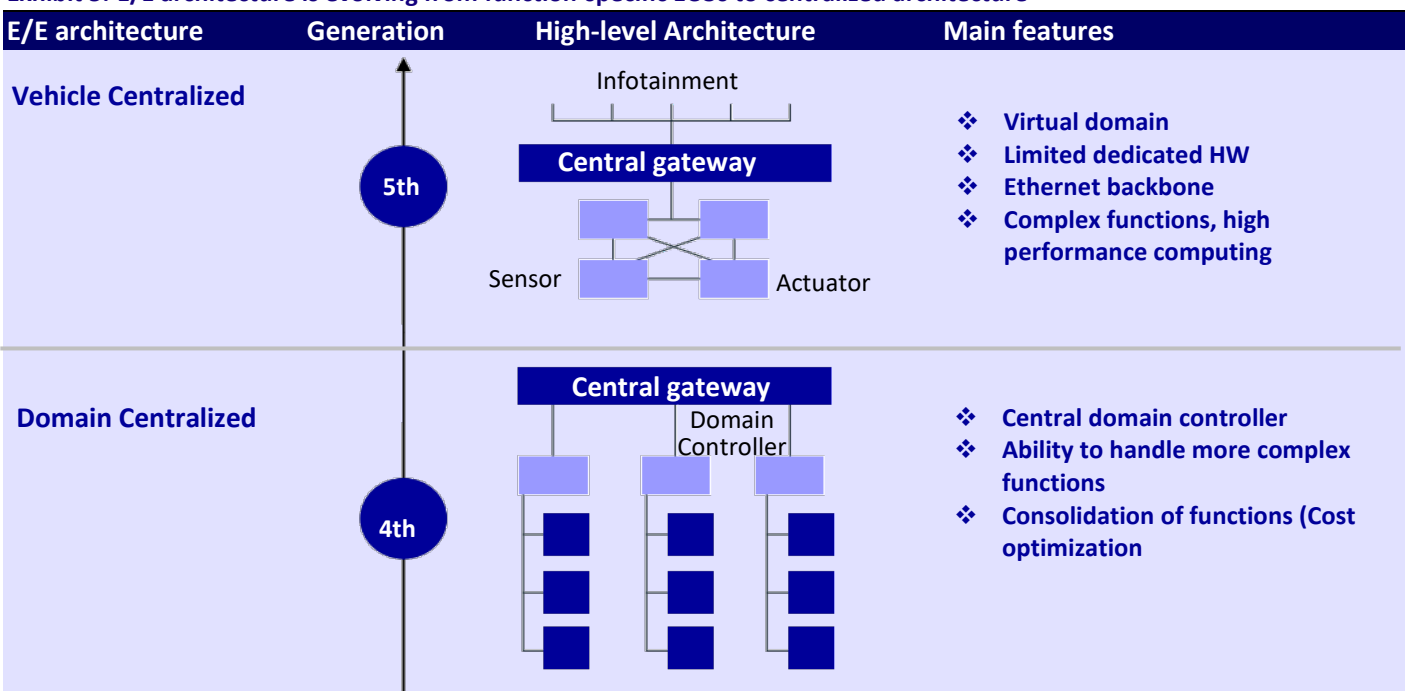 E/E architecture Generation High-level Architecture Main features
Vehicle Centralized
5th
Infotainment
Central gateway
Sensor
Actuator
❖ Virtual domain
❖ Limited dedicated HW
❖ Ethernet backbone
❖ Complex functions, high
performance computing
Domain Centralized
4th
Central gateway
Domain
Controller
❖ Central domain controller
❖ Ability to handle more complex
functions
❖ Consolidation of functions (Cost
optimization